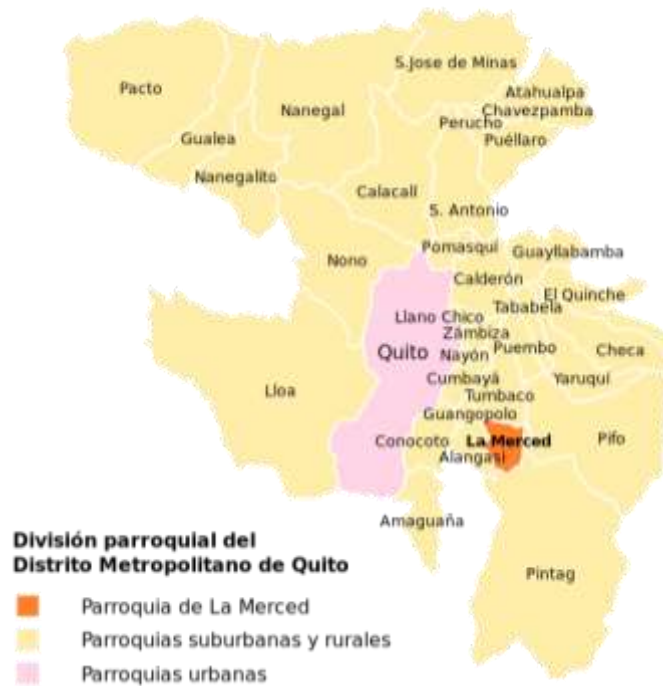 S.Jose de Minas
Pacto
Atahualpa
Nanegal
Chavezpamba
Perucho
Gualea
Puéllaro
Nanegalito
Calacalí
S. Antonio
Pomasqui
Guayllabamba
Nono
Calderón
El Quinche
Tababela
Llano Chico
Zámbiza
Quito
Nayón
Puembo
Checa
Cumbayá
Yaruquí
Lloa
Tumbaco
Guangopolo
Conocoto
La Merced
Pifo
Alangasí
Amaguaña
División parroquial del
Distrito Metropolitano de Quito
Pintag
Parroquia de La Merced
Parroquias suburbanas y rurales
Parroquias urbanas